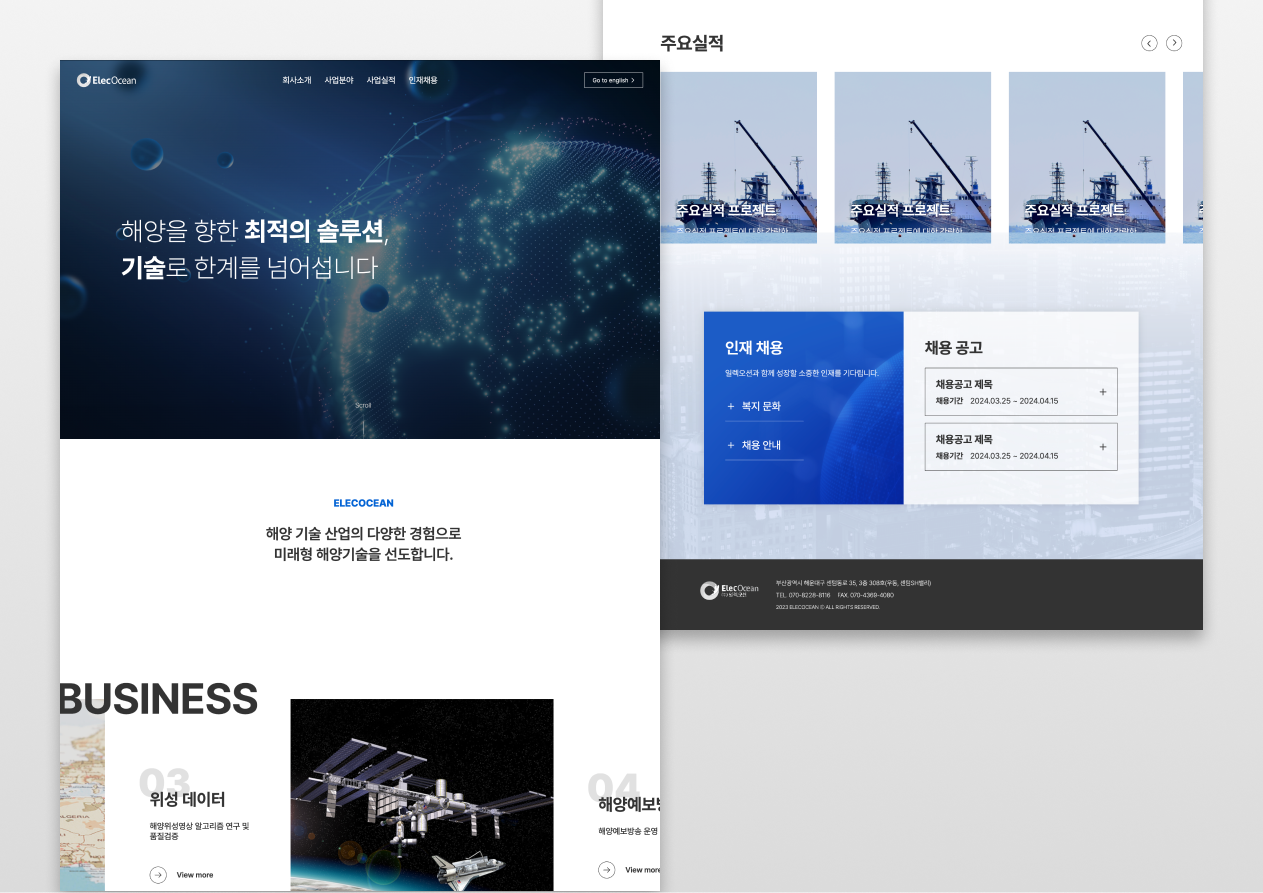 ElecOcean
회사소개 사업분야 사업실적 인재채용
Go to english
해양을 향한 최적의 솔루션,
기술로 한계를 넘어섭니다
Scroll
ELECOCEAN
해양 기술 산업의 다양한 경험으로
미래형 해양기술을 선도합니다.
BUSINESS
03
위성 데이터
해양위성영상 알고리즘 연구 및
품질검증
View more
04
해양예보방
해양예보방송 운영
View more
주요실적
주요실적 프로젝트
주요실적 프로젝트에 대한 간략한
주요실적 프로젝트
주요실적 프로젝트에 대한 간략한
주요실적 프로젝트
주요실적 프로젝트에 대한 간략한
인재 채용
일렉오션과 함께 성장할 소중한 인재를 기다립니다.
+ 복지 문화
+ 채용 안내
채용 공고
채용공고 제목
채용기간 2024.03.25 ~ 2024.04.15
+
채용공고 제목
채용기간 2024.03.25 ~ 2024.04.15
+
ElecOcean
부산광역시 해운대구 센텀동로 35, 3층 308호(우동, 센텀SH밸리)
TEL. 070-8228-8116 FAX. 070-4369-4080
2023 ELECOCEAN © ALL RIGHTS RESERVED.